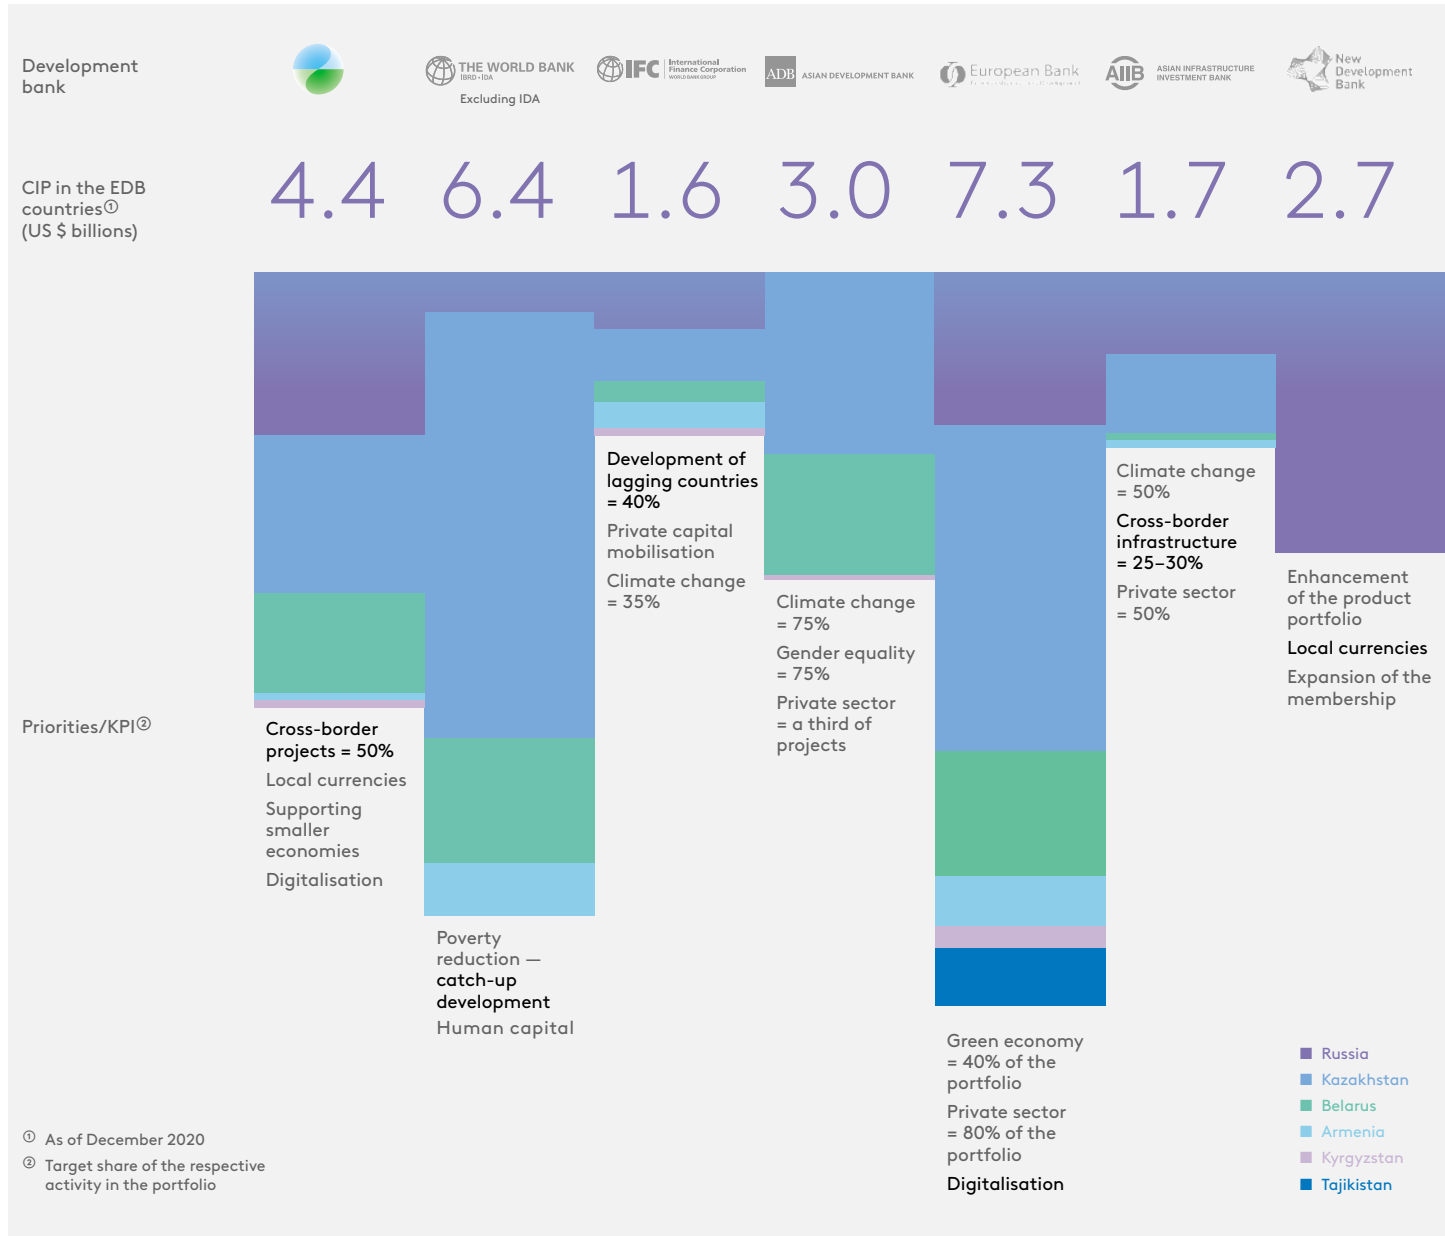 Development
bank
THE WORLD BANK
IBRD • IDA
Excluding IDA
IFC
International
Finance Corporation
WORLD BANK GROUP
ADB
ASIAN DEVELOPMENT BANK
European Bank
AIIB
ASIAN INFRASTRUCTURE
INVESTMENT BANK
New
Development
Bank
CIP in the EDB
countries①
(US $ billions)
4.4
6.4
1.6
3.0
7.3
1.7
2.7
Priorities/KPI②
Cross-border
projects = 50%
Local currencies
Supporting
smaller
economies
Digitalisation
Poverty
reduction —
catch-up
development
Human capital
Development of
lagging countries
= 40%
Private capital
mobilisation
Climate change
= 35%
Climate change
= 75%
Gender equality
= 75%
Private sector
= a third of
projects
Green economy
= 40% of the
portfolio
Private sector
= 80% of the
portfolio
Digitalisation
Climate change
= 50%
Cross-border
infrastructure
= 25–30%
Private sector
= 50%
Enhancement
of the product
portfolio
Local currencies
Expansion of the
membership
Russia
Kazakhstan
Belarus
Armenia
Kyrgyzstan
Tajikistan
① As of December 2020
② Target share of the respective
activity in the portfolio